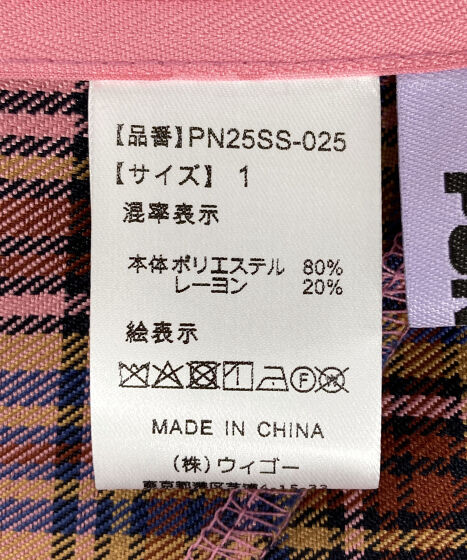 【品番】PN25SS-025
【サイズ】 1
混率表示
本体 ポリエステル 80%
レーヨン 20%
絵表示
MADE IN CHINA
(株)ウィゴー